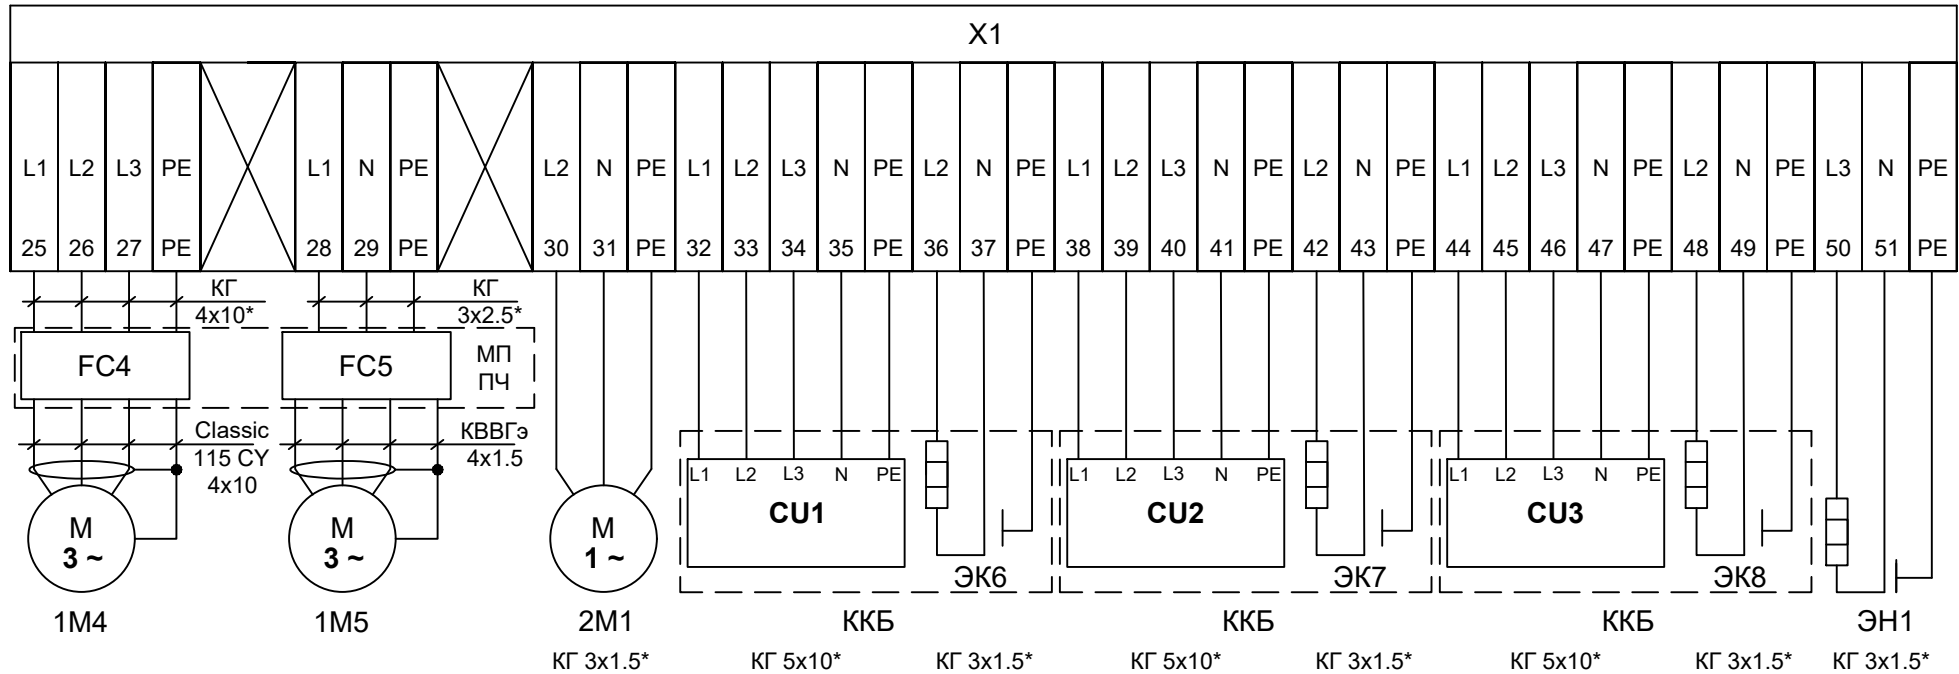 X1
L1 L2 L3 PE L1 N PE L2 N PE L1 L2 L3 N PE L2 N PE L1 L2 L3 N PE L2 N PE L1 L2 L3 N PE L2 N PE L3 N PE
25 26 27 PE 28 29 PE 30 31 PE 32 33 34 35 PE 36 37 PE 38 39 40 41 PE 42 43 PE 44 45 46 47 PE 48 49 PE 50 51 PE
КГ КГ
4x10* 3x2.5*
FC4 FC5 МП
ПЧ
Classic КВВГэ
115 CY 4x1.5
4x10
L1 L2 L3 N PE L1 L2 L3 N PE L1 L2 L3 N PE
CU1 CU2 CU3
M M M
3 ~ 3 ~ 1 ~
ЭК6 ЭК7 ЭК8
1М4 1М5 2М1 ККБ ККБ ККБ ЭН1
КГ 3x1.5* КГ 5x10* КГ 3x1.5* КГ 5x10* КГ 3x1.5* КГ 5x10* КГ 3x1.5* КГ 3x1.5*